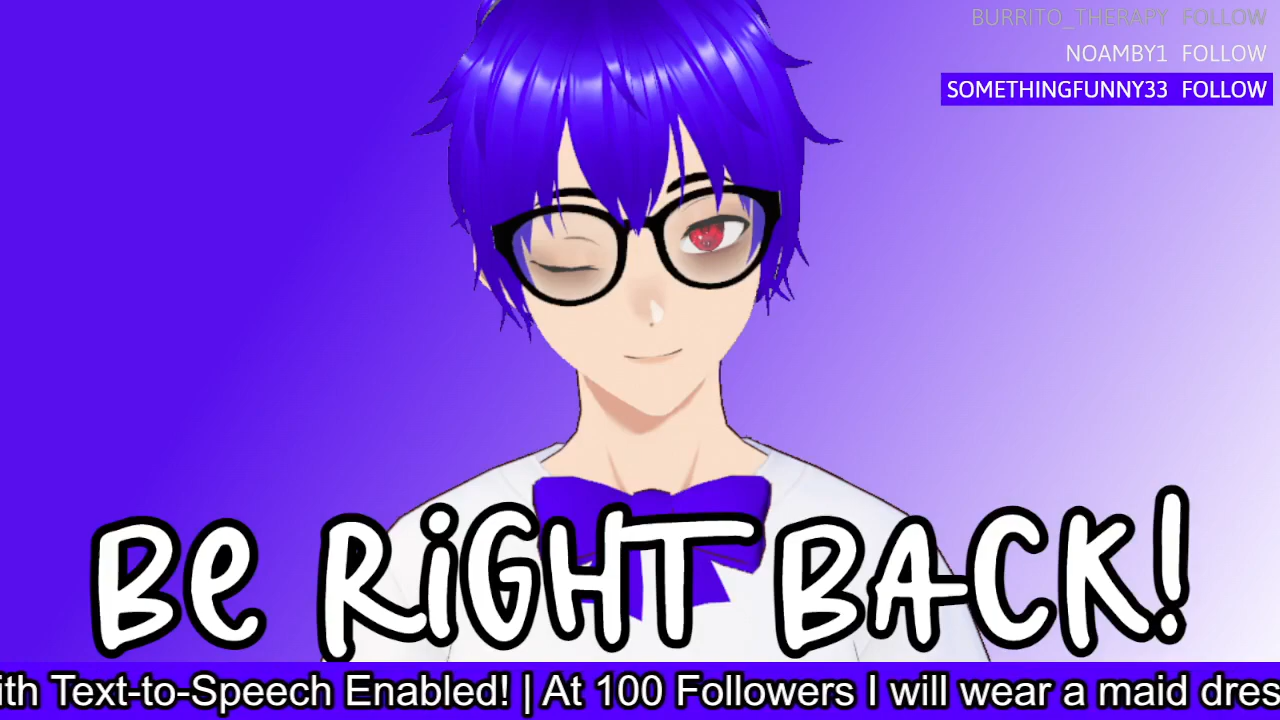 BURRITO_THERAPY FOLLOW
NOAMBY1 FOLLOW
SOMETHINGFUNNY33 FOLLOW
Be RiGHT BACK!
ith Text-to-Speech Enabled! | At 100 Followers I will wear a maid dres